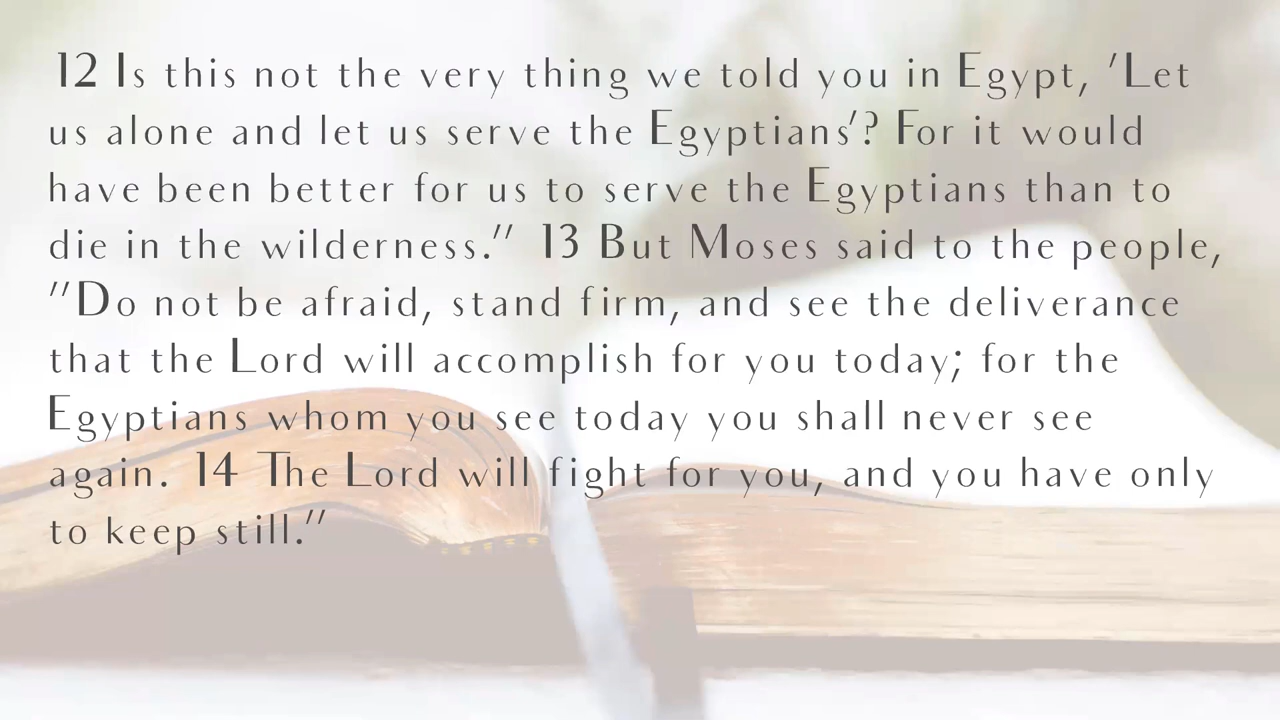 12 Is this not the very thing we told you in Egypt, 'Let
us alone and let us serve the Egyptians'? For it would
have been better for us to serve the Egyptians than to
die in the wilderness." 13 But Moses said to the people,
"Do not be afraid, stand firm, and see the deliverance
that the Lord will accomplish for you today; for the
Egyptians whom you see today you shall never see
again. 14 The Lord will fight for you, and you have only
to keep still."